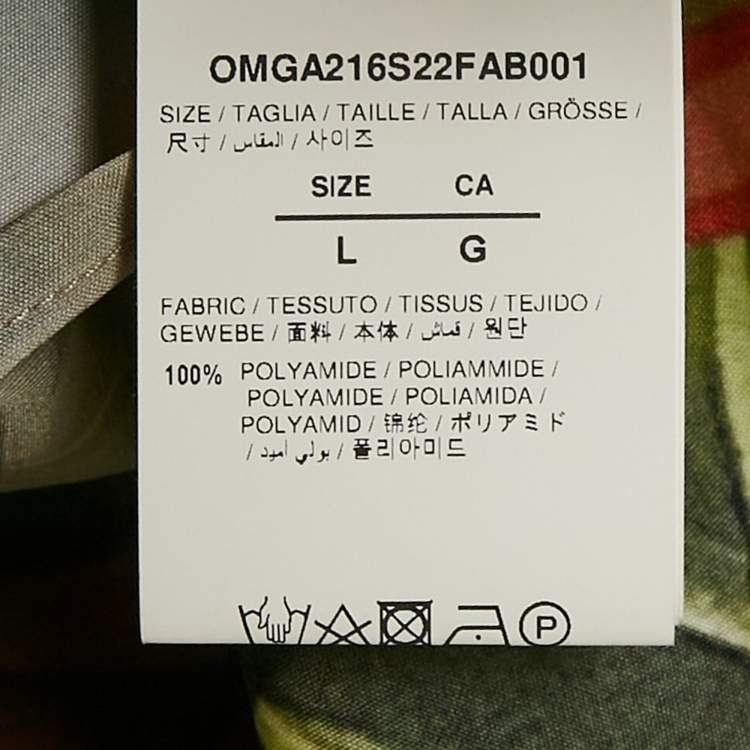 OMGA216S22FAB001
SIZE / TAGLIA / TAILLE / TALLA / GRÖSSE /
尺寸 / المقاس / 사이즈
SIZE CA
L G
FABRIC / TESSUTO / TISSUS / TEJIDO /
GEWEBE / 面料 / 本体 / قماش / 원단
100% POLYAMIDE / POLIAMMIDE /
POLYAMIDE / POLIAMIDA /
POLYAMID / 锦纶 / ポリアミド
/ بولي اميد / 폴리아미드
P